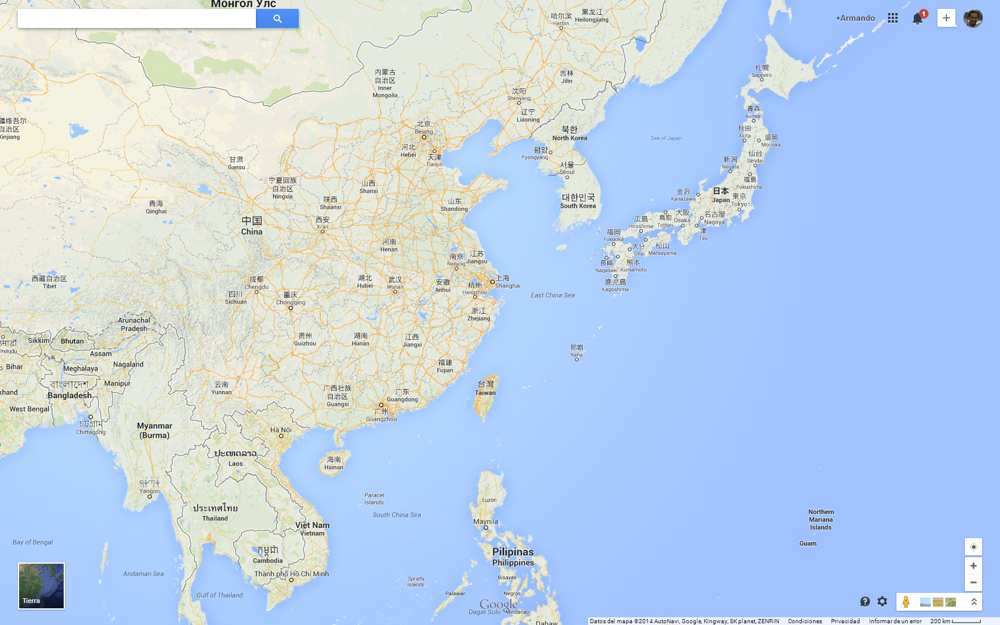 Монгол Улс
+Armando
1
哈尔滨
Harbin
黑龙江
Heilongjiang
内蒙古
自治区
Inner
Mongolia
吉林
Jilin
札幌
Sapporo
沈阳
Shenyang
辽宁
Liaoning
青森
Aomori
疆维吾尔
自治区
Xinjiang
北京
Beijing
북한
North Korea
秋田
Akita
盛岡
Morioka
Sea of Japan
河北
Hebei
天津
Tianjin
평양
Pyongyang
仙台
Sendai
甘肃
Gansu
서울
Seoul
新潟
Niigata
宁夏回族
自治区
Ningxia
山西
Shanxi
福島
Fukushima
陕西
Shaanxi
山东
Shandong
대한민국
South Korea
金沢
Kanazawa
日本
Japan
東京
Tokyo
青海
Qinghai
中国
China
西安
Xi'an
広島
Hiroshima
鳥取
Tottori
大阪
Osaka
名古屋
Nagoya
津
Tsu
福岡
Fukuoka
河南
Henan
大分
Oita
松山
Matsuyama
南京
Nanjing
江苏
Jiangsu
長崎
Nagasaki
熊本
Kumamoto
西藏自治区
Tibet
成都
Chengdu
湖北
Hubei
武汉
Wuhan
安徽
Anhui
杭州
Hangzhou
上海
Shanghai
鹿児島
Kagoshima
四川
Sichuan
重庆
Chongqing
East China Sea
浙江
Zhejiang
Arunachal
Pradesh
Sikkim
Bhutan
贵州
Guizhou
湖南
Hunan
江西
Jiangxi
那覇
Naha
Assam
Nagaland
Bihar
Meghalaya
福建
Fujian
বাংলাদেশ
Bangladesh
Manipur
云南
Yunnan
广西壮族
自治区
Guangxi
广东
Guangdong
台灣
Taiwan
khand
West Bengal
广州
Guangzhou
চট্টগ্রাম
Chittagong
Myanmar
(Burma)
Hà Nội
ປະເທດລາວ
Laos
海南
Hainan
ရန်ကုန်
Yangon
Paracel
Islands
South China Sea
Luzon
ประเทศไทย
Thailand
Việt Nam
Vietnam
Maynila
Northern
Mariana
Islands
Guam
Bay of Bengal
កម្ពុជា
Cambodia
Pilipinas
Philippines
Andaman Sea
Thành phố Hồ Chí Minh
Spratly
Islands
Bisayas
Gulf of Thailand
Palawan
Negros
Tierra
Google
Dagat Sulu
Mindanao
Dabaw
Datos del mapa ©2014 AutoNavi, Google, Kingway, SK planet, ZENRIN
Condiciones
Privacidad
Informar de un error
200 km